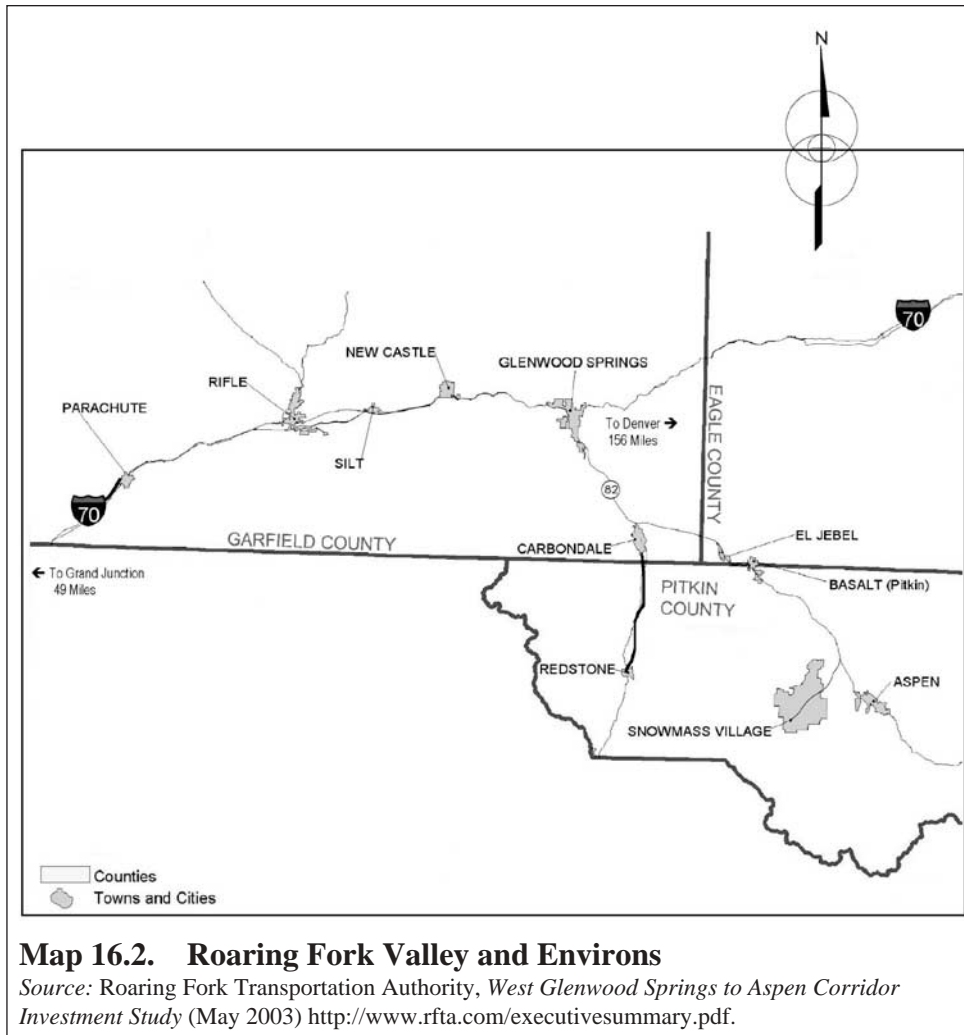 N
70
NEW CASTLE
GLENWOOD SPRINGS
RIFLE
PARACHUTE
To Denver →
156 Miles
EAGLE COUNTY
SILT
82
70
GARFIELD COUNTY
CARBONDALE
EL JEBEL
← To Grand Junction
49 Miles
BASALT (Pitkin)
PITKIN
COUNTY
REDSTONE
ASPEN
SNOWMASS VILLAGE
Counties
Towns and Cities
Map 16.2. Roaring Fork Valley and Environs
Source: Roaring Fork Transportation Authority, West Glenwood Springs to Aspen Corridor
Investment Study (May 2003) http://www.rfta.com/executivesummary.pdf.